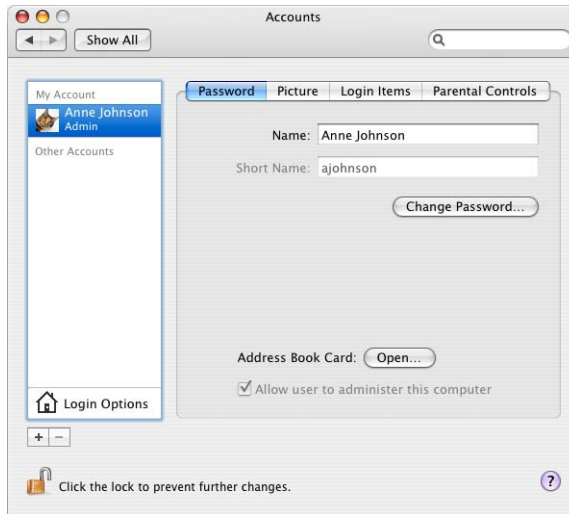 Accounts
Show All
My Account
Anne Johnson
Admin
Other Accounts
Login Options
+ −
Password Picture Login Items Parental Controls
Name: Anne Johnson
Short Name: ajohnson
Change Password...
Address Book Card: Open...
Allow user to administer this computer
Click the lock to prevent further changes.
?